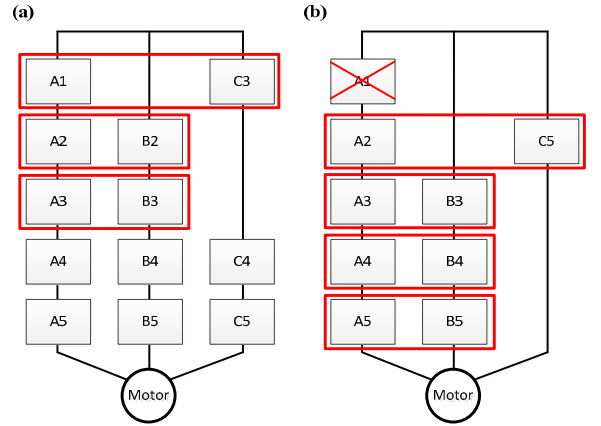 (a) (b)
A1 C3 A1
A2 B2 A2 C5
A3 B3 A3 B3
A4 B4 C4 A4 B4
A5 B5 C5 A5 B5
Motor Motor